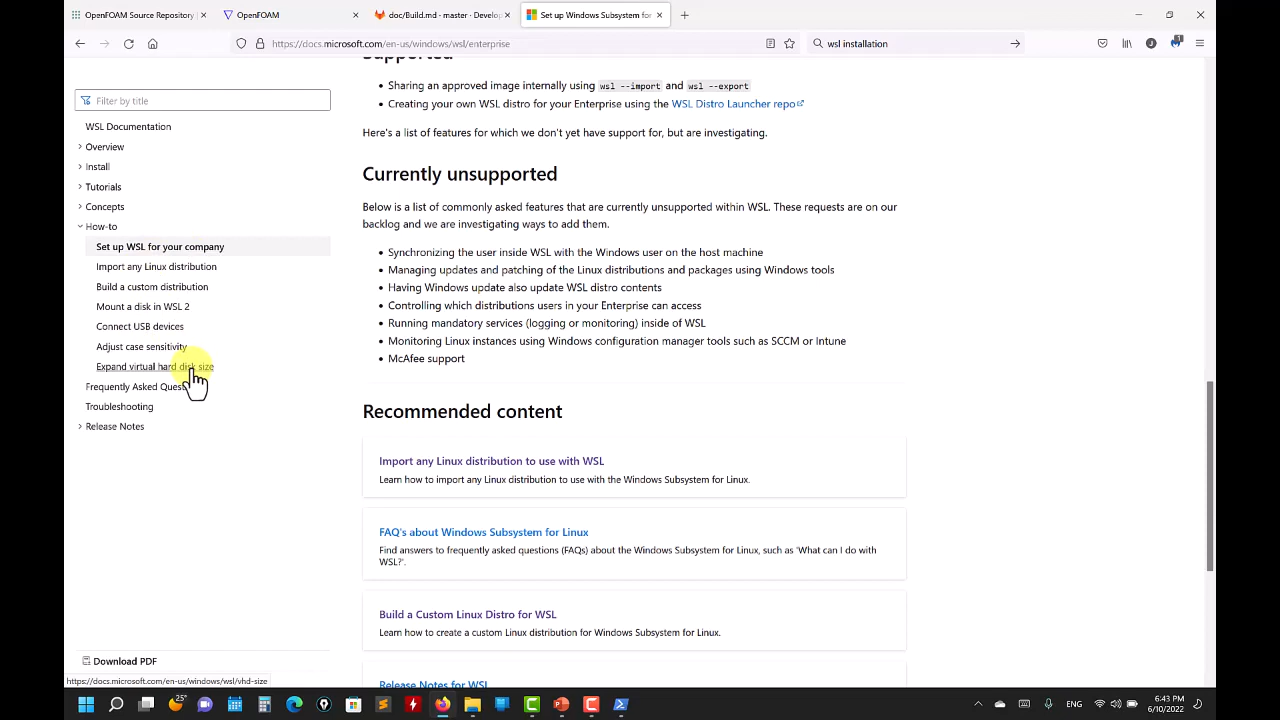 OpenFOAM Source Repository
OpenFOAM
doc/Build.md · master · Develop
Set up Windows Subsystem for
https://docs.microsoft.com/en-us/windows/wsl/enterprise
wsl installation
Supported
Filter by title
WSL Documentation
Overview
Install
Tutorials
Concepts
How-to
Set up WSL for your company
Import any Linux distribution
Build a custom distribution
Mount a disk in WSL 2
Connect USB devices
Adjust case sensitivity
Expand virtual hard disk size
Frequently Asked Ques
Troubleshooting
Release Notes
Download PDF
https://docs.microsoft.com/en-us/windows/wsl/vhd-size
• Sharing an approved image internally using wsl --import and wsl --export
• Creating your own WSL distro for your Enterprise using the WSL Distro Launcher repo
Here's a list of features for which we don't yet have support for, but are investigating.
Currently unsupported
Below is a list of commonly asked features that are currently unsupported within WSL. These requests are on our
backlog and we are investigating ways to add them.
• Synchronizing the user inside WSL with the Windows user on the host machine
• Managing updates and patching of the Linux distributions and packages using Windows tools
• Having Windows update also update WSL distro contents
• Controlling which distributions users in your Enterprise can access
• Running mandatory services (logging or monitoring) inside of WSL
• Monitoring Linux instances using Windows configuration manager tools such as SCCM or Intune
• McAfee support
Recommended content
Import any Linux distribution to use with WSL
Learn how to import any Linux distribution to use with the Windows Subsystem for Linux.
FAQ's about Windows Subsystem for Linux
Find answers to frequently asked questions (FAQs) about the Windows Subsystem for Linux, such as 'What can I do with
WSL?'.
Build a Custom Linux Distro for WSL
Learn how to create a custom Linux distribution for Windows Subsystem for Linux.
Release Notes for WSL
25°
ENG
6:43 PM
6/10/2022